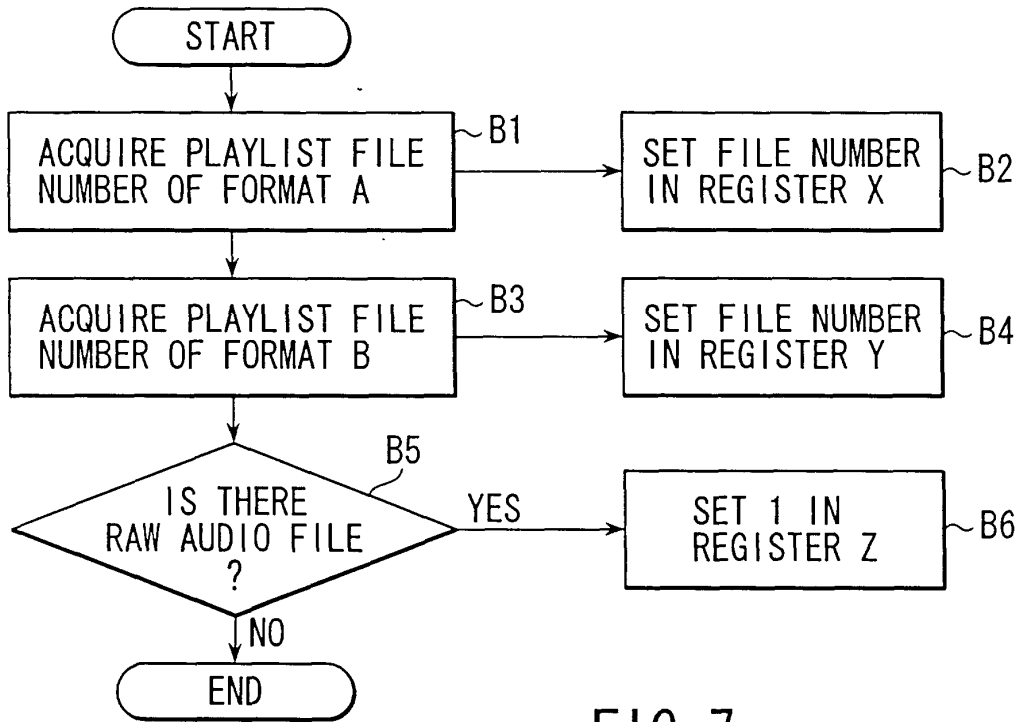 START
ACQUIRE PLAYLIST FILE
NUMBER OF FORMAT A
B1
SET FILE NUMBER
IN REGISTER X
B2
ACQUIRE PLAYLIST FILE
NUMBER OF FORMAT B
B3
SET FILE NUMBER
IN REGISTER Y
B4
IS THERE
RAW AUDIO FILE
?
B5
YES
SET 1 IN
REGISTER Z
B6
NO
END
FIG. 7